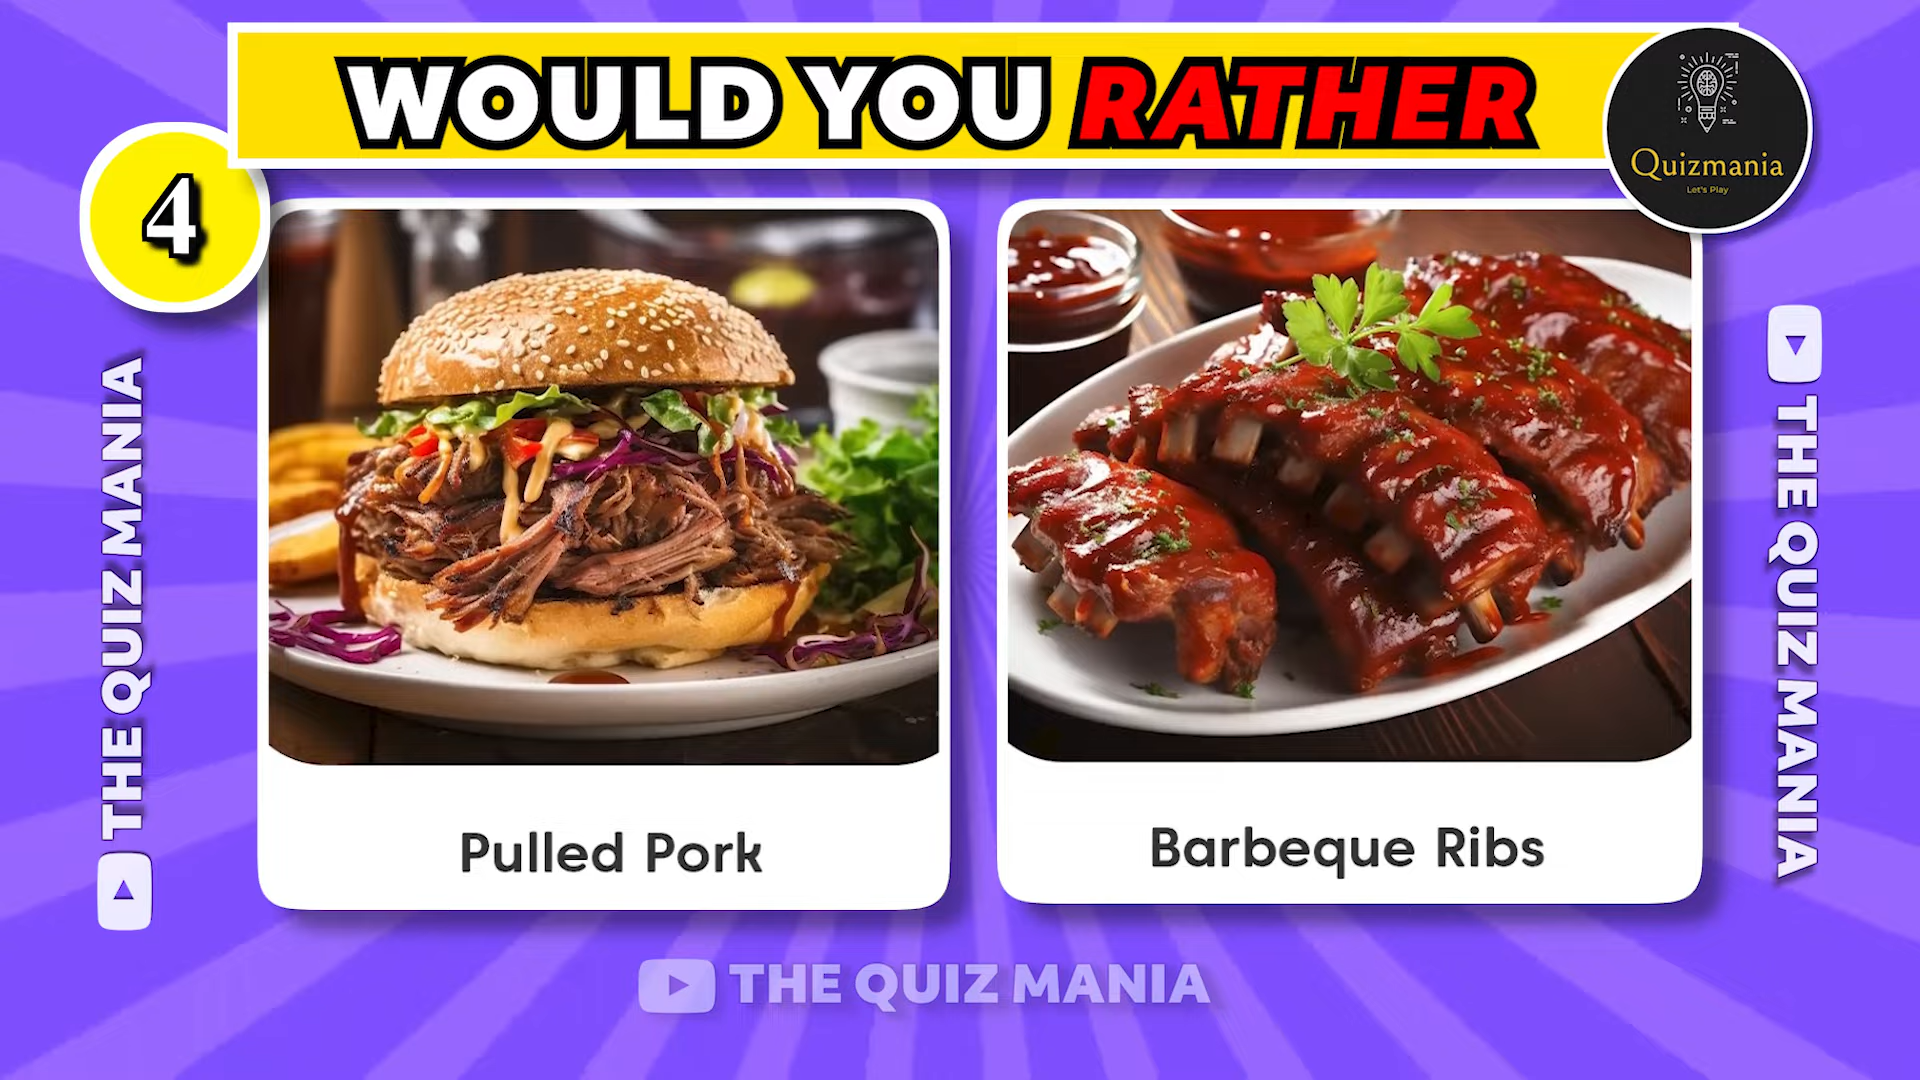 WOULD YOU RATHER
Quizmania
Let's Play
4
THE QUIZ MANIA
THE QUIZ MANIA
Pulled Pork
Barbeque Ribs
THE QUIZ MANIA